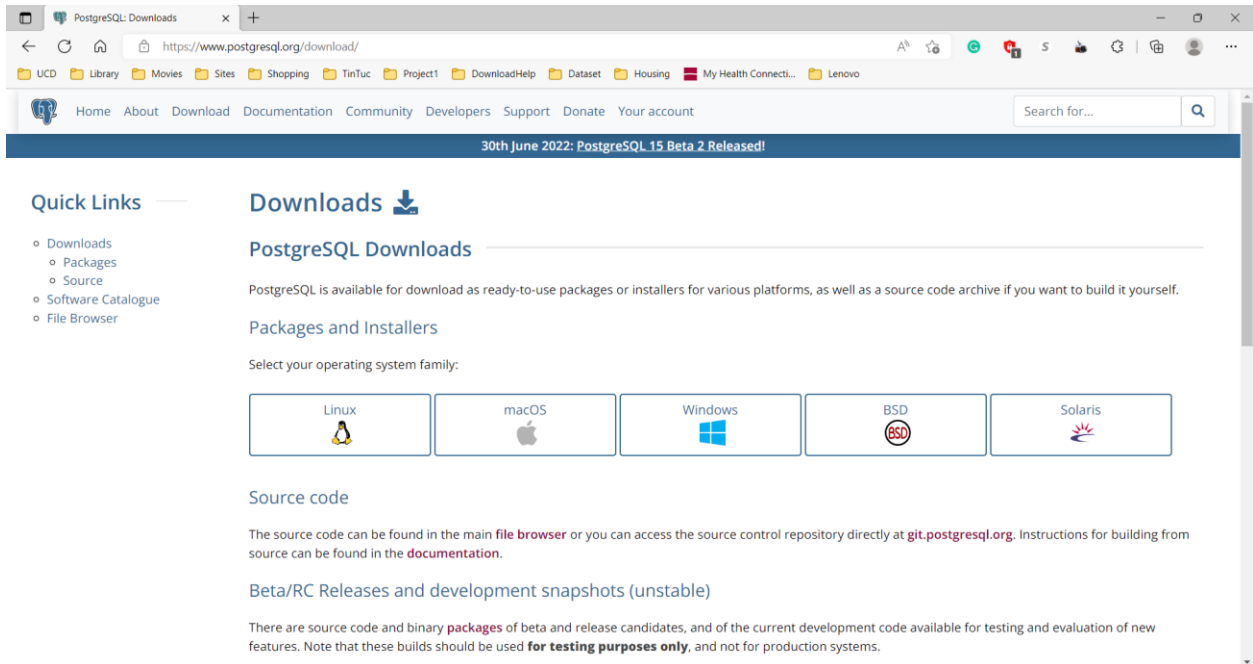 PostgreSQL: Downloads
https://www.postgresql.org/download/
UCD Library Movies Sites Shopping TinTuc Project1 DownloadHelp Dataset Housing My Health Connecti... Lenovo
Home About Download Documentation Community Developers Support Donate Your account Search for...
30th June 2022: PostgreSQL 15 Beta 2 Released!
Quick Links
Downloads
Packages
Source
Software Catalogue
File Browser
Downloads
PostgreSQL Downloads
PostgreSQL is available for download as ready-to-use packages or installers for various platforms, as well as a source code archive if you want to build it yourself.
Packages and Installers
Select your operating system family:
Linux macOS Windows BSD Solaris
BSD
Source code
The source code can be found in the main file browser or you can access the source control repository directly at git.postgresql.org. Instructions for building from
source can be found in the documentation.
Beta/RC Releases and development snapshots (unstable)
There are source code and binary packages of beta and release candidates, and of the current development code available for testing and evaluation of new
features. Note that these builds should be used for testing purposes only, and not for production systems.